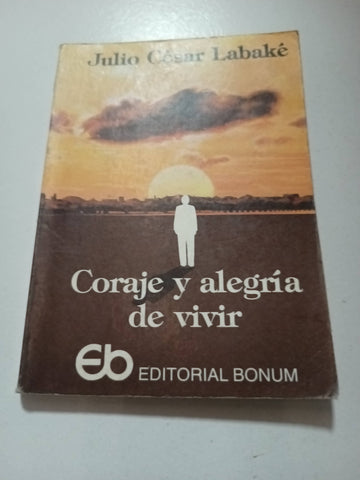 Julio César Labaké
Coraje y alegría
de vivir
Eb EDITORIAL BONUM